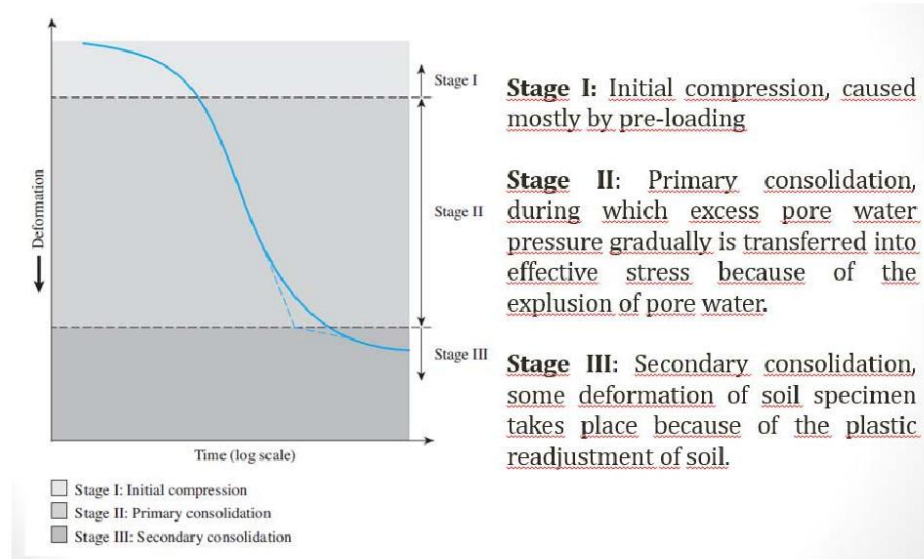 Stage I
Stage II
Stage III
Deformation
Time (log scale)
Stage I: Initial compression
Stage II: Primary consolidation
Stage III: Secondary consolidation
Stage I: Initial compression, caused
mostly by pre-loading
Stage II: Primary consolidation,
during which excess pore water
pressure gradually is transferred into
effective stress because of the
explusion of pore water.
Stage III: Secondary consolidation,
some deformation of soil specimen
takes place because of the plastic
readjustment of soil.